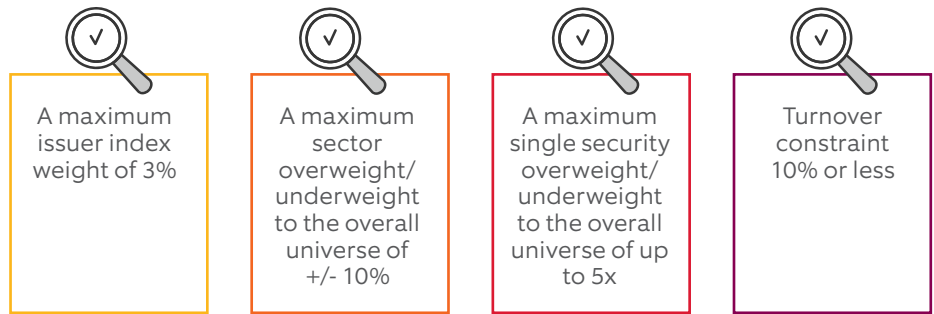 A maximum
issuer index
weight of 3%
A maximum
sector
overweight/
underweight
to the overall
universe of
+/- 10%
A maximum
single security
overweight/
underweight
to the overall
universe of up
to 5x
Turnover
constraint
10% or less